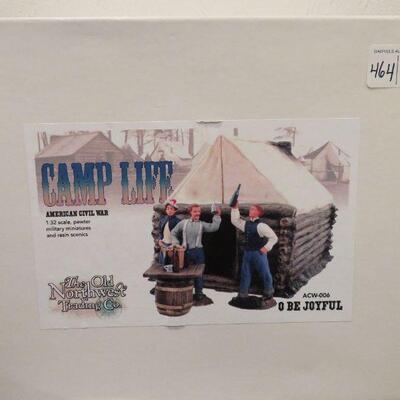 464
CAMP LIFE
AMERICAN CIVIL WAR
1:32 scale, pewter
military miniatures
and resin scenics
The Old
Northwest
Trading Co.
ACW-006
O BE JOYFUL